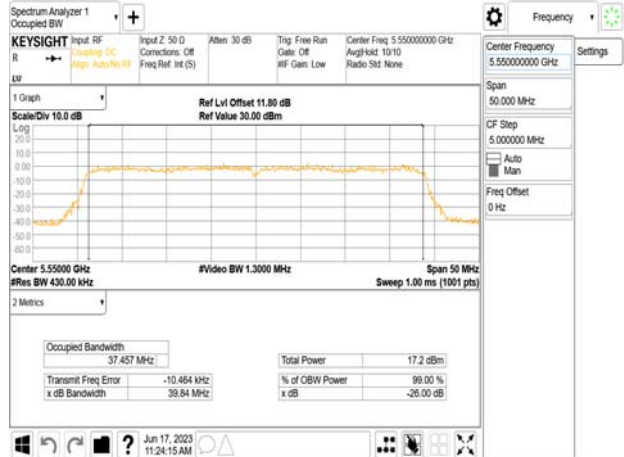 Spectrum Analyzer 1
Occupied BW
KEYSIGHT
R
Input: RF
Coupling: DC
Align: Auto/No RF
Input Z: 50 Ω
Corrections: Off
Freq Ref: Int (S)
Atten: 30 dB
Trig: Free Run
Gate: Off
#IF Gain: Low
Center Freq: 5.550000000 GHz
Avg|Hold: 10/10
Radio Std: None
1 Graph
Scale/Div 10.0 dB
Ref Lvl Offset 11.80 dB
Ref Value 30.00 dBm
Log
20.0
10.0
0.00
-10.0
-20.0
-30.0
-40.0
-50.0
-60.0
Center 5.55000 GHz
#Video BW 1.3000 MHz
Span 50 MHz
#Res BW 430.00 kHz
Sweep 1.00 ms (1001 pts)
2 Metrics
Occupied Bandwidth
37.457 MHz
Total Power 17.2 dBm
Transmit Freq Error -10.464 kHz
% of OBW Power 99.00 %
x dB Bandwidth 39.84 MHz
x dB -26.00 dB
?
Jun 17, 2023
11:24:15 AM
Frequency
Settings
Center Frequency
5.550000000 GHz
Span
50.000 MHz
CF Step
5.000000 MHz
Auto
Man
Freq Offset
0 Hz